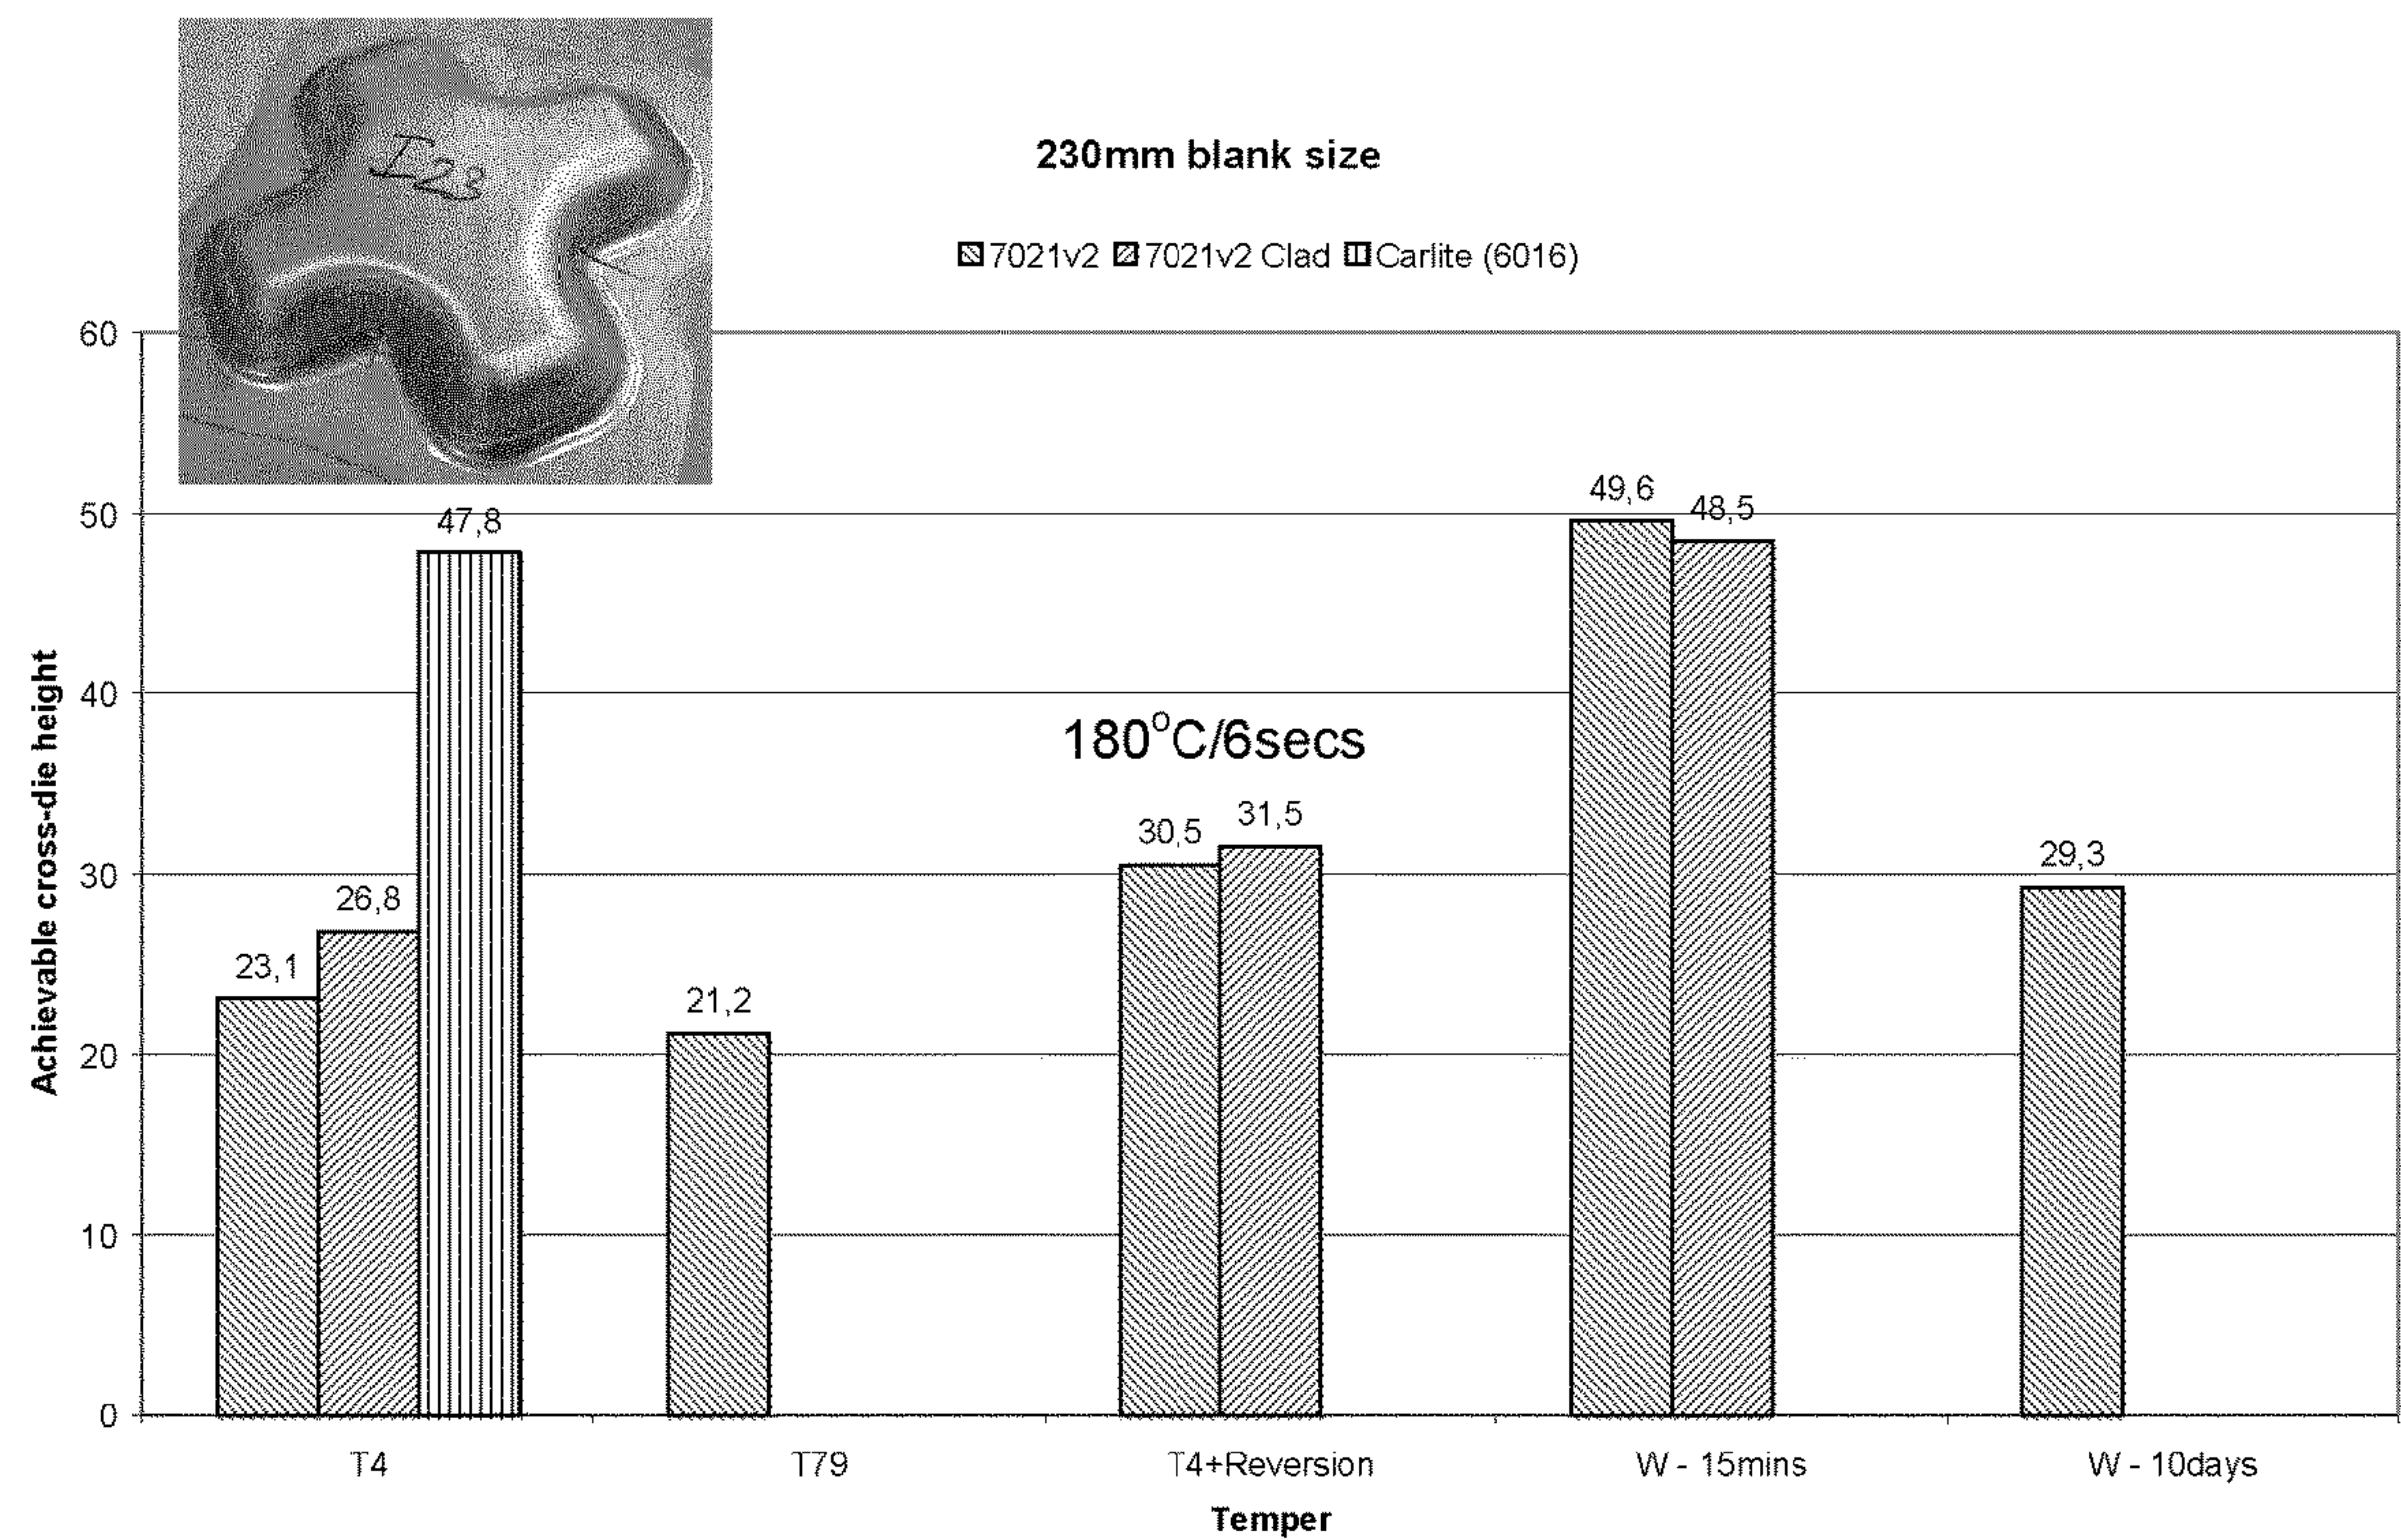 I23
230mm blank size
7021v2 7021v2 Clad Carlite (6016)
Achievable cross-die height
60
50
40
30
20
10
0
47,8
49,6
48,5
180°C/6secs
30,5
31,5
29,3
26,8
23,1
21,2
T4 T79 T4+Reversion W - 15mins W - 10days
Temper